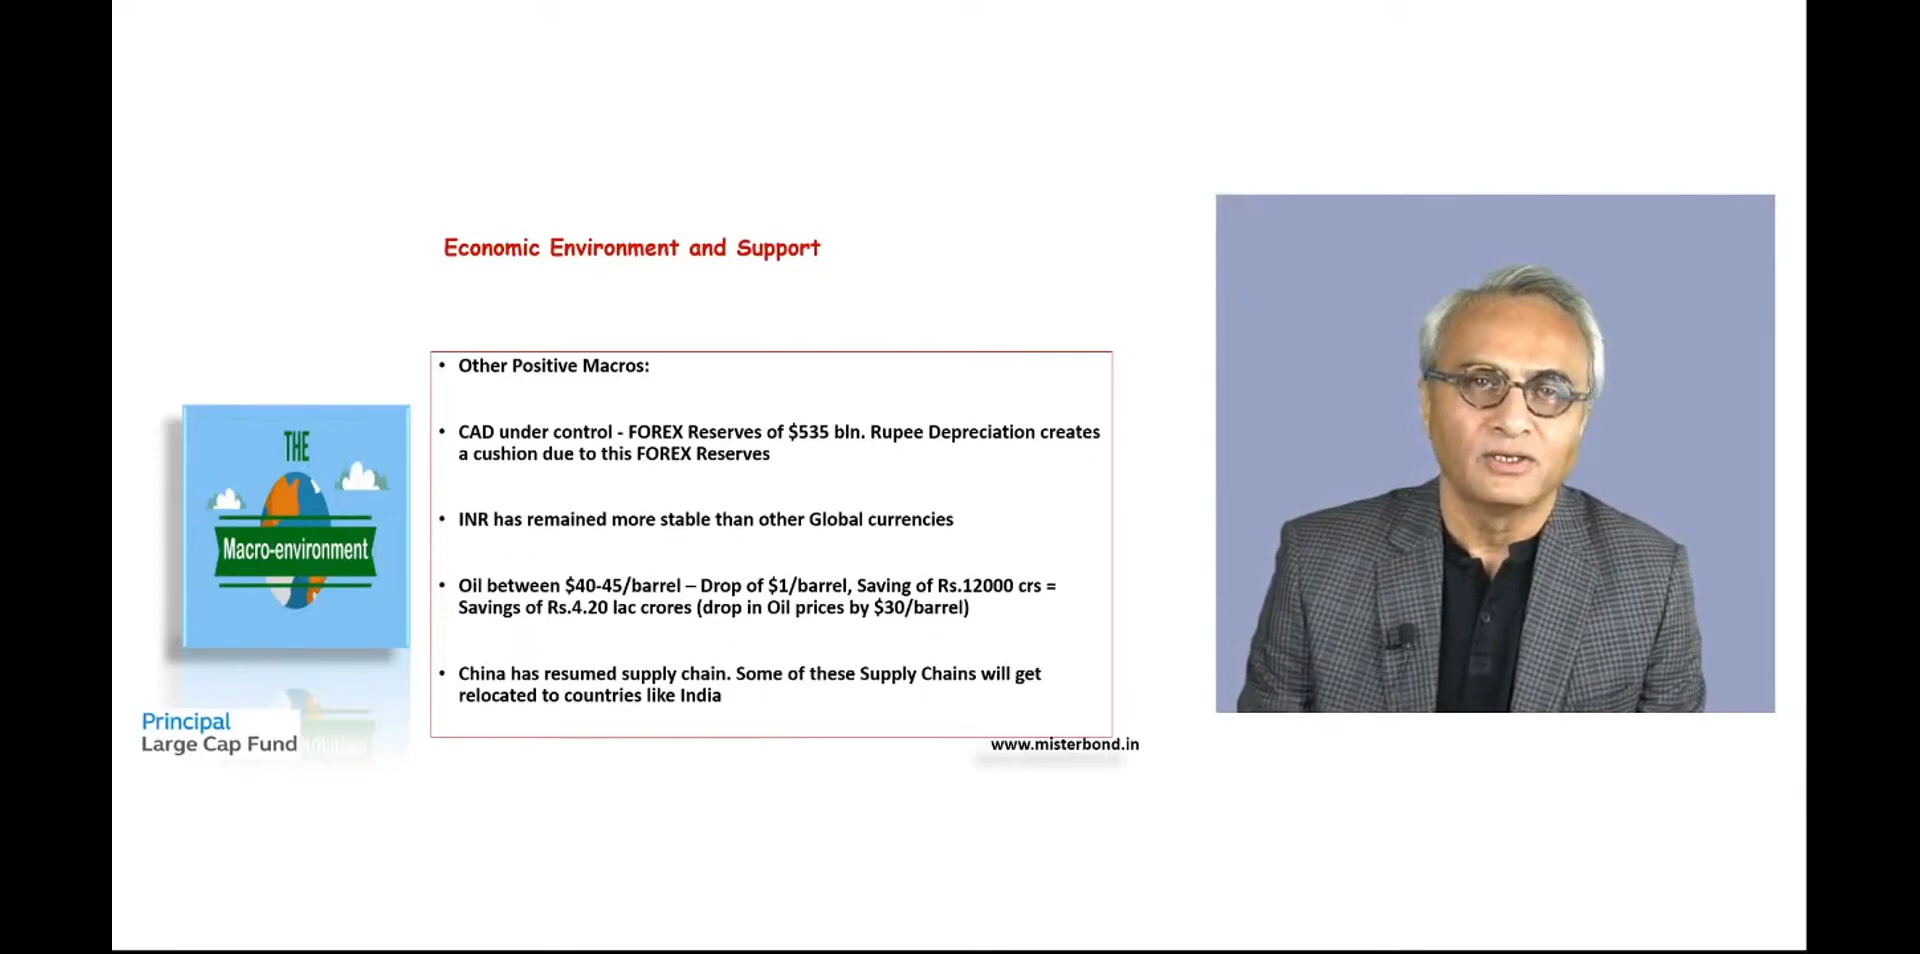 Economic Environment and Support
• Other Positive Macros:
• CAD under control - FOREX Reserves of $535 bln. Rupee Depreciation creates
a cushion due to this FOREX Reserves
• INR has remained more stable than other Global currencies
• Oil between $40-45/barrel – Drop of $1/barrel, Saving of Rs.12000 crs =
Savings of Rs.4.20 lac crores (drop in Oil prices by $30/barrel)
• China has resumed supply chain. Some of these Supply Chains will get
relocated to countries like India
THE
Macro-environment
Principal
Large Cap Fund
www.misterbond.in